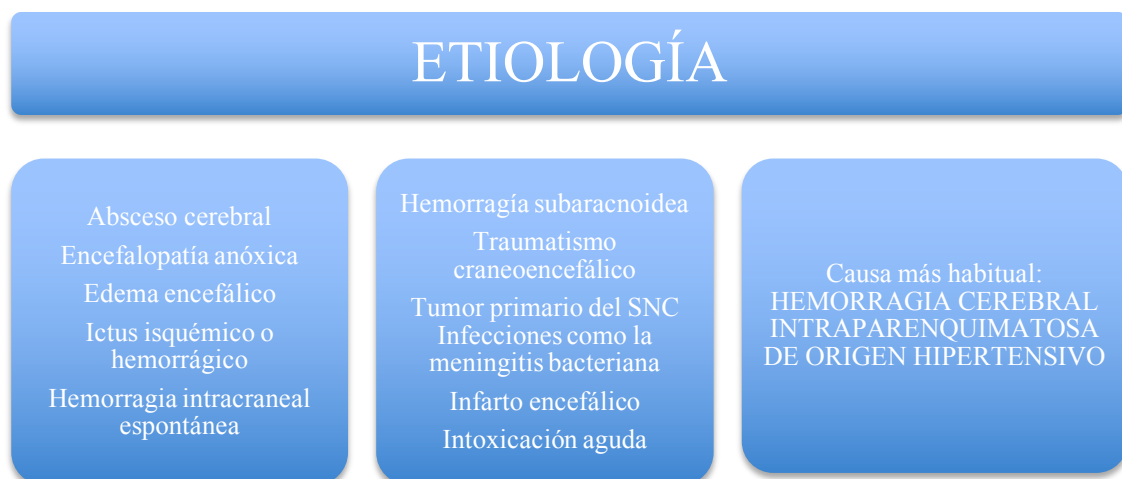 ETIOLOGÍA
Absceso cerebral
Encefalopatía anóxica
Edema encefálico
Ictus isquémico o
hemorrágico
Hemorragia intracraneal
espontánea
Hemorragía subaracnoidea
Traumatismo
craneoencefálico
Tumor primario del SNC
Infecciones como la
meningitis bacteriana
Infarto encefálico
Intoxicación aguda
Causa más habitual:
HEMORRAGIA CEREBRAL
INTRAPARENQUIMATOSA
DE ORIGEN HIPERTENSIVO